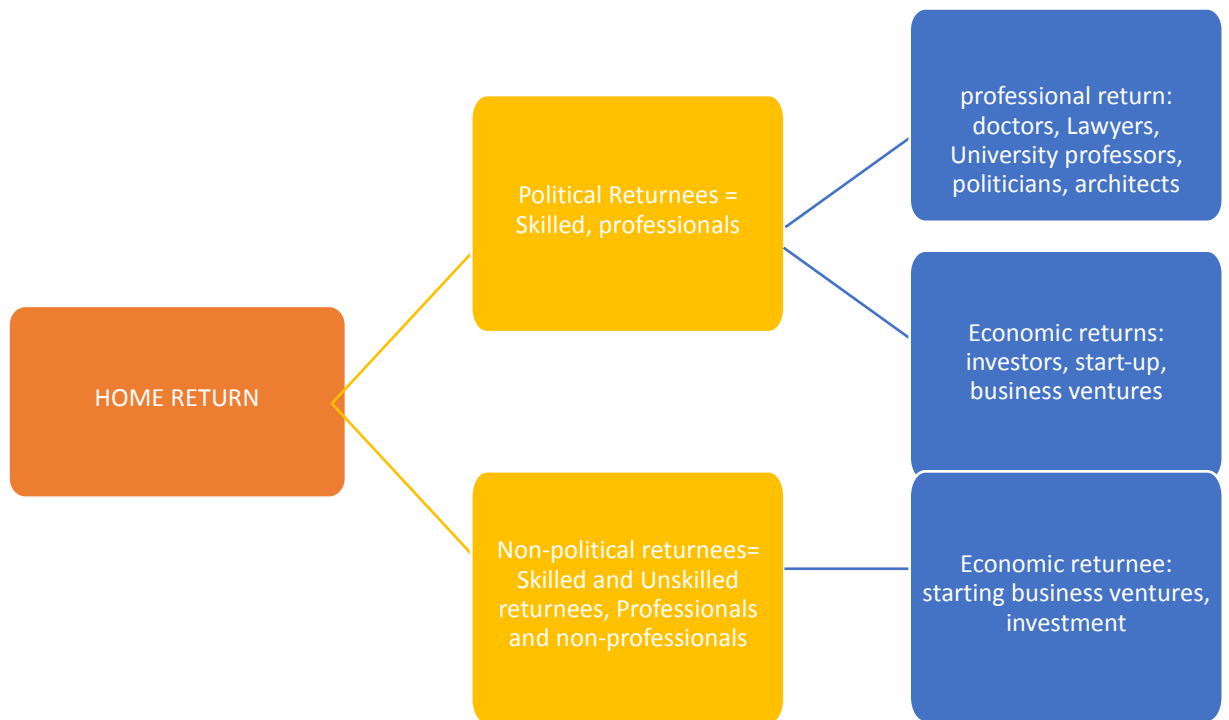 HOME RETURN
Political Returnees =
Skilled, professionals
professional return:
doctors, Lawyers,
University professors,
politicians, architects
Economic returns:
investors, start-up,
business ventures
Non-political returnees=
Skilled and Unskilled
returnees, Professionals
and non-professionals
Economic returnee:
starting business ventures,
investment